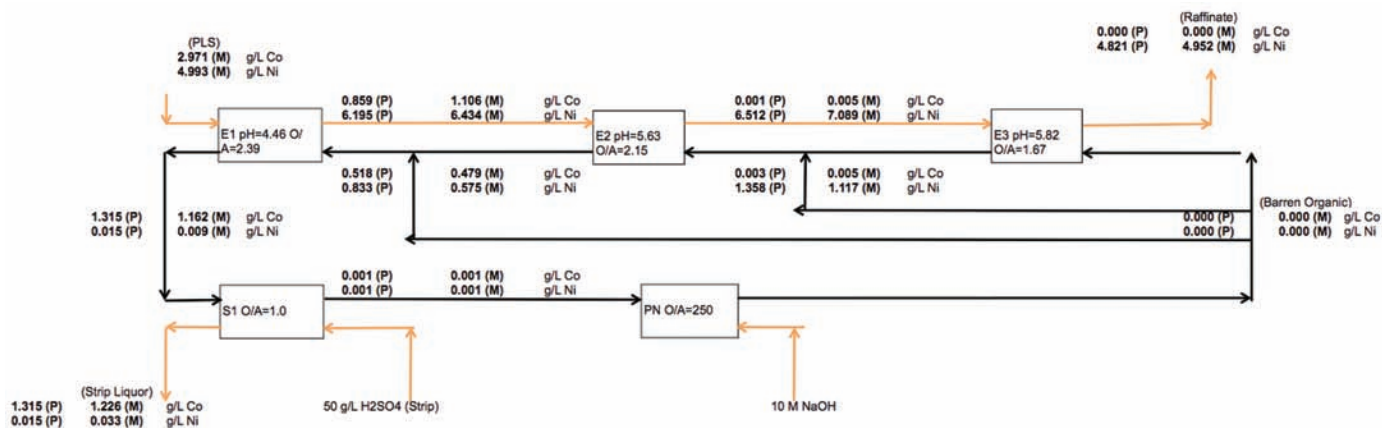 (Raffinate)
0.000 (P) 0.000 (M) g/L Co
4.821 (P) 4.952 (M) g/L Ni
(PLS)
2.971 (M) g/L Co
4.993 (M) g/L Ni
0.859 (P) 1.106 (M) g/L Co
6.195 (P) 6.434 (M) g/L Ni
0.001 (P) 0.005 (M) g/L Co
6.512 (P) 7.089 (M) g/L Ni
E1 pH=4.46 O/
A=2.39
E2 pH=5.63
O/A=2.15
E3 pH=5.82
O/A=1.67
0.518 (P) 0.479 (M) g/L Co
0.833 (P) 0.575 (M) g/L Ni
0.003 (P) 0.005 (M) g/L Co
1.358 (P) 1.117 (M) g/L Ni
(Barren Organic)
0.000 (P) 0.000 (M) g/L Co
0.000 (P) 0.000 (M) g/L Ni
1.315 (P) 1.162 (M) g/L Co
0.015 (P) 0.009 (M) g/L Ni
0.001 (P) 0.001 (M) g/L Co
0.001 (P) 0.001 (M) g/L Ni
S1 O/A=1.0
PN O/A=250
(Strip Liquor)
1.315 (P) 1.226 (M) g/L Co
0.015 (P) 0.033 (M) g/L Ni
50 g/L H2SO4 (Strip)
10 M NaOH